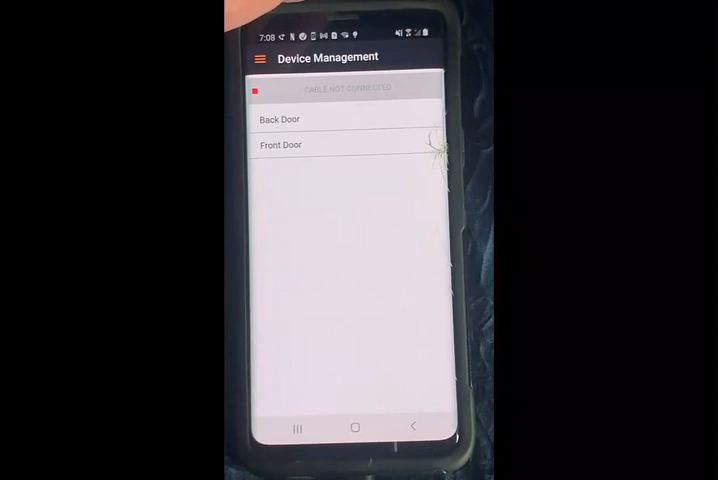 7:08
Device Management
CABLE NOT CONNECTED
Back Door
Front Door